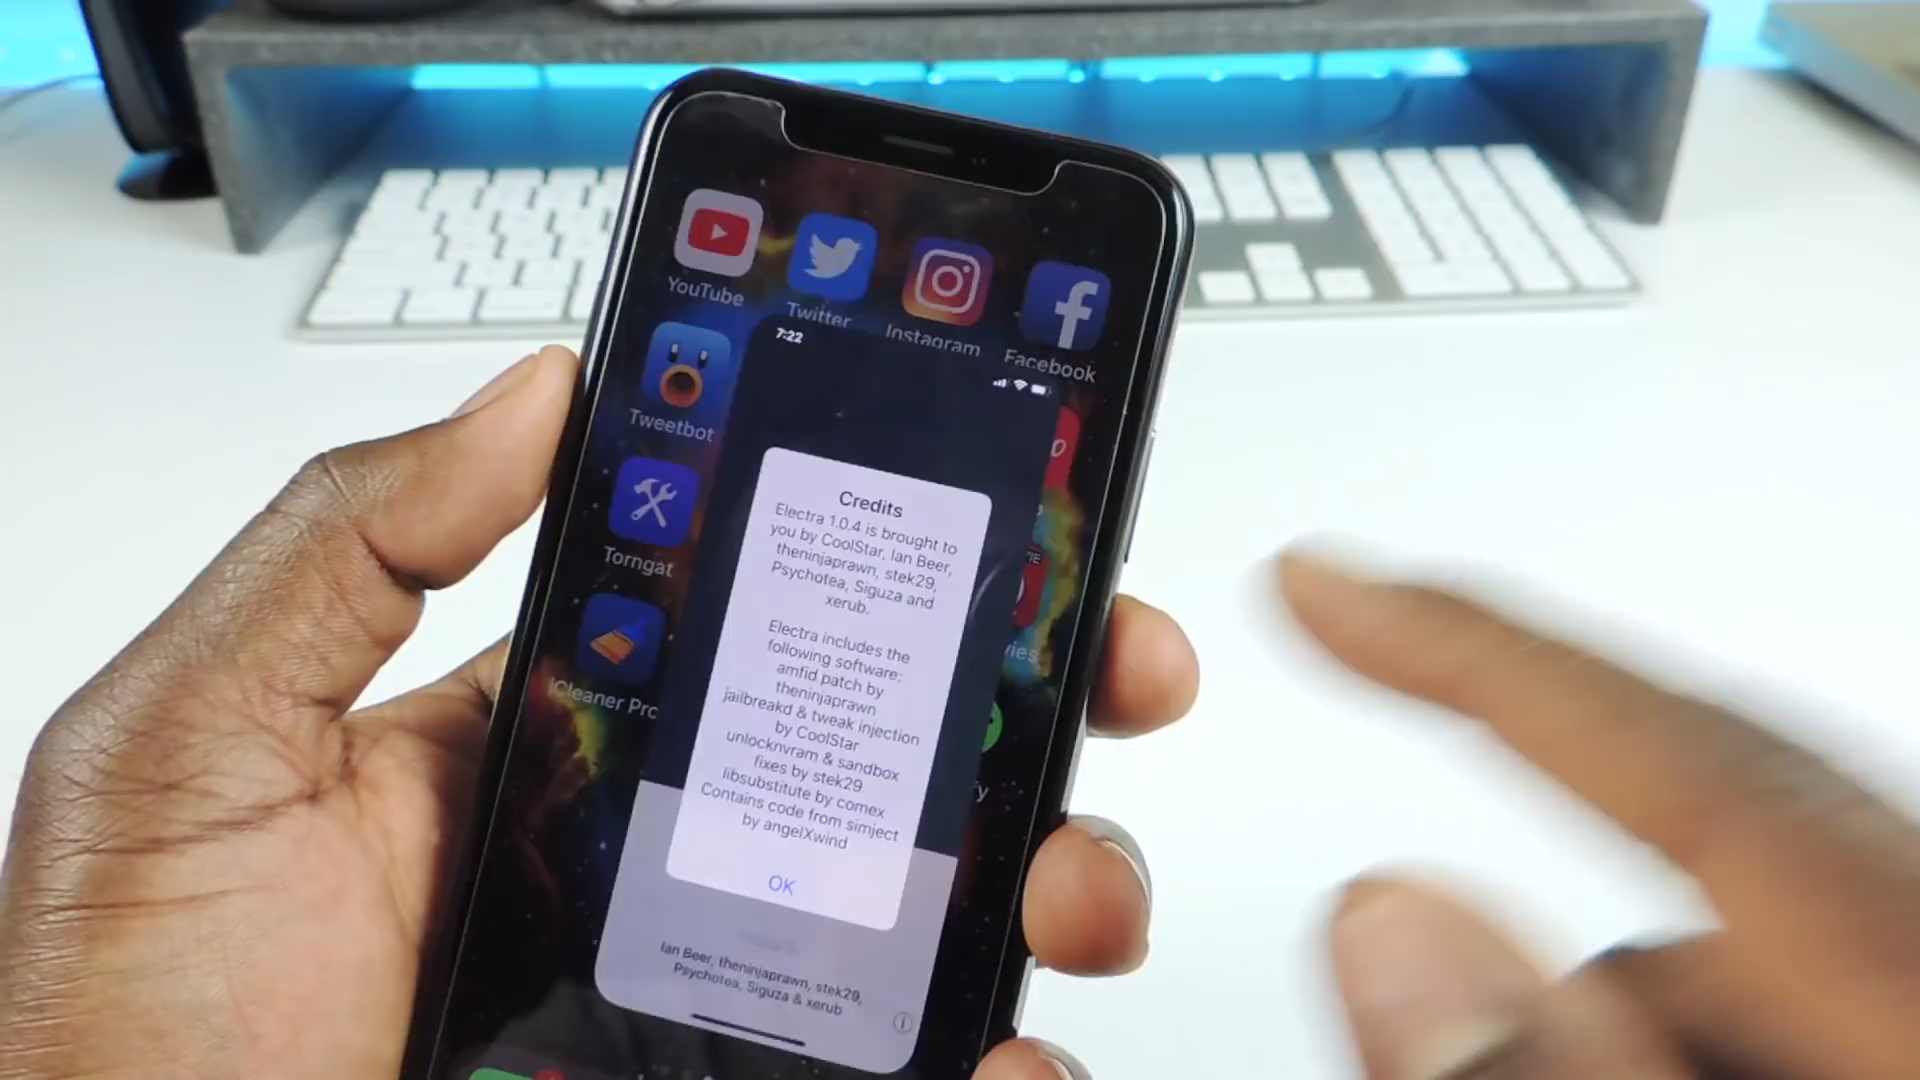 YouTube
Twitter
Instagram
Facebook
7:22
Tweetbot
Torngat
iCleaner Pro
Credits
Electra 1.0.4 is brought to
you by CoolStar, Ian Beer,
theninjaprawn, stek29,
Psychotea, Siguza and
xerub.
Electra includes the
following software:
amfid patch by
theninjaprawn
jailbreakd & tweak injection
by CoolStar
unlocknvram & sandbox
fixes by stek29
libsubstitute by comex
Contains code from simject
by angelXwind
OK
Ian Beer, theninjaprawn, stek29,
Psychotea, Siguza & xerub